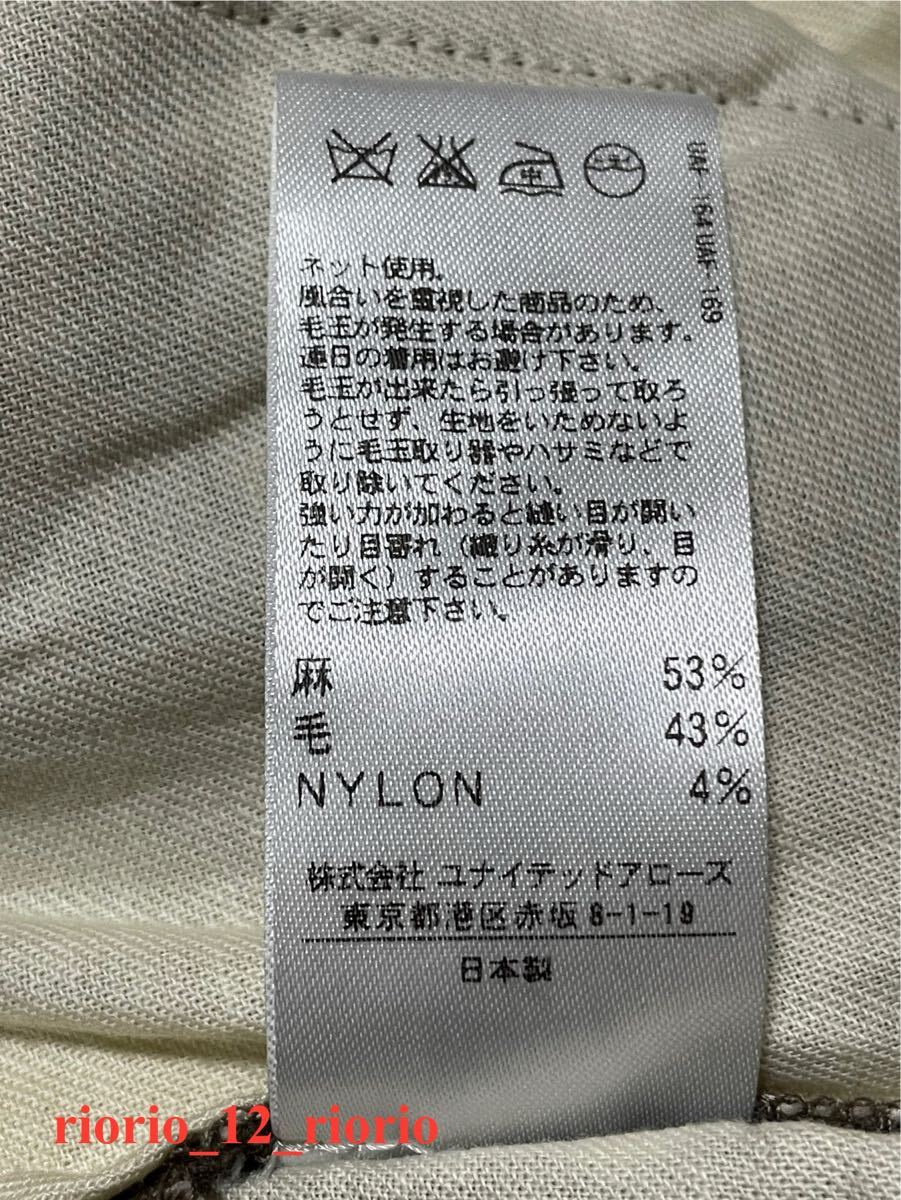 中
UAF-164 UAF-169
ネット使用。
風合いを重視した商品のため、
毛玉が発生する場合があります。
連日の着用はお避け下さい。
毛玉が出来たら引っ張って取ろ
うとせず、生地をいためないよ
うに毛玉取り器やハサミなどで
取り除いてください。
強い力が加わると縫い目が開い
たり目寄れ（織り糸が滑り、目
が開く）することがありますの
でご注意下さい。
麻 53%
毛 43%
NYLON 4%
株式会社 ユナイテッドアローズ
東京都港区赤坂8-1-19
日本製
riorio_12_riorio